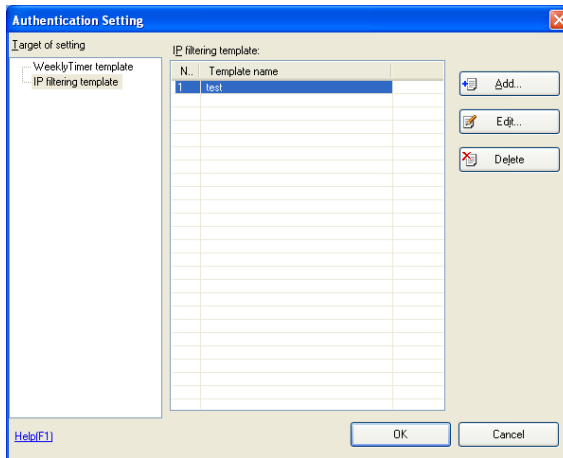 Authentication Setting
Target of setting
WeeklyTimer template
IP filtering template
IP filtering template:
N.. Template name
1 test
Add...
Edit...
Delete
Help(F1)
OK Cancel